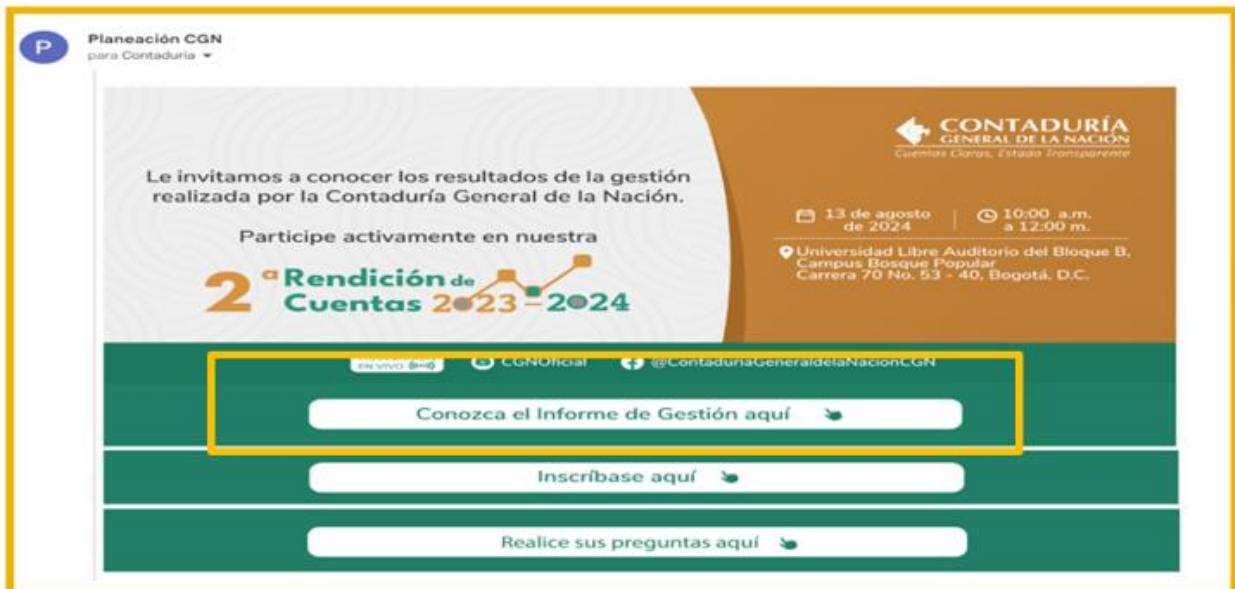 P
Planeación CGN
para Contaduria
CONTADURÍA
GENERAL DE LA NACIÓN
Cuentas Claras, Estado Transparente
Le invitamos a conocer los resultados de la gestión
realizada por la Contaduría General de la Nación.
Participe activamente en nuestra
2ª Rendición de
Cuentas 2023-2024
13 de agosto
de 2024
10:00 a.m.
a 12:00 m.
Universidad Libre Auditorio del Bloque B,
Campus Bosque Popular
Carrera 70 No. 53 - 40, Bogotá, D.C.
EN VIVO
CGNOficial
@ContaduriaGeneraldelaNacionCGN
Conozca el Informe de Gestión aquí
Inscríbase aquí
Realice sus preguntas aquí